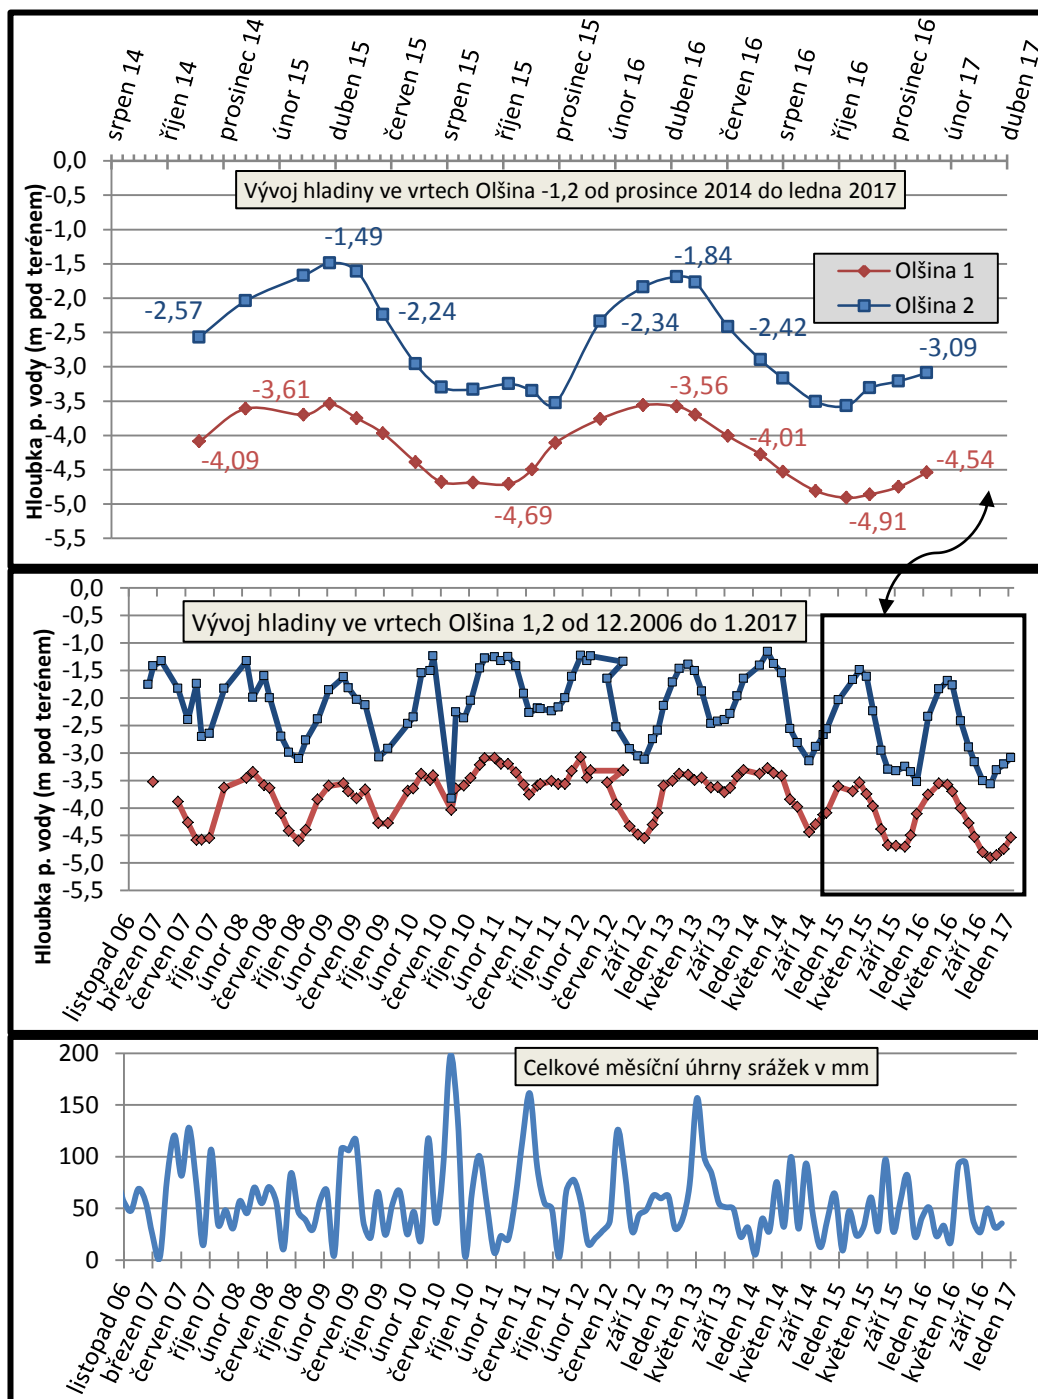 srpen 14
říjen 14
prosinec 14
únor 15
duben 15
červen 15
srpen 15
říjen 15
prosinec 15
únor 16
duben 16
červen 16
srpen 16
říjen 16
prosinec 16
únor 17
duben 17
Hloubka p. vody (m pod terénem)
0,0
-0,5
-1,0
-1,5
-2,0
-2,5
-3,0
-3,5
-4,0
-4,5
-5,0
-5,5
Vývoj hladiny ve vrtech Olšina -1,2 od prosince 2014 do ledna 2017
Olšina 1
Olšina 2
-2,57
-1,49
-2,24
-2,34
-1,84
-2,42
-3,09
-4,09
-3,61
-4,69
-3,56
-4,01
-4,91
-4,54
Hloubka p. vody (m pod terénem)
0,0
-0,5
-1,0
-1,5
-2,0
-2,5
-3,0
-3,5
-4,0
-4,5
-5,0
-5,5
Vývoj hladiny ve vrtech Olšina 1,2 od 12.2006 do 1.2017
listopad 06
březen 07
červen 07
říjen 07
únor 08
červen 08
říjen 08
únor 09
červen 09
říjen 09
únor 10
červen 10
říjen 10
únor 11
červen 11
říjen 11
únor 12
červen 12
září 12
leden 13
květen 13
září 13
leden 14
květen 14
září 14
leden 15
květen 15
září 15
leden 16
květen 16
září 16
leden 17
200
150
100
50
0
Celkové měsíční úhrny srážek v mm
listopad 06
březen 07
červen 07
říjen 07
únor 08
červen 08
říjen 08
únor 09
červen 09
říjen 09
únor 10
červen 10
říjen 10
únor 11
červen 11
říjen 11
únor 12
červen 12
září 12
leden 13
květen 13
září 13
leden 14
květen 14
září 14
leden 15
květen 15
září 15
leden 16
květen 16
září 16
leden 17